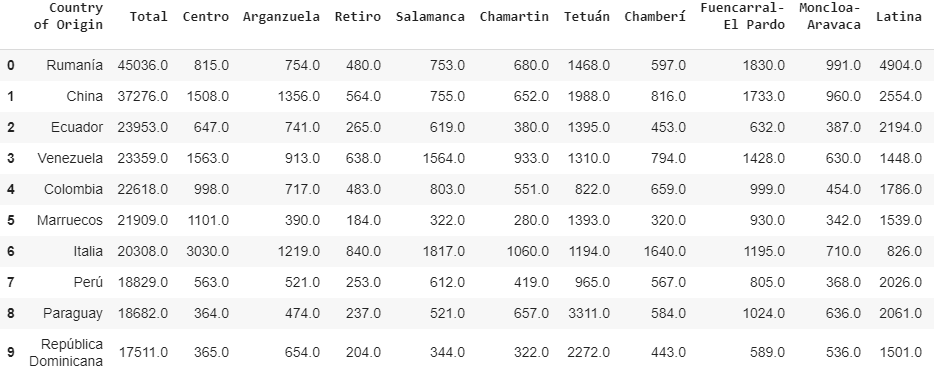 Country of Origin Total Centro Arganzuela Retiro Salamanca Chamartin Tetuán Chamberí Fuencarral-El Pardo Moncloa-Aravaca Latina
0 Rumanía 45036.0 815.0 754.0 480.0 753.0 680.0 1468.0 597.0 1830.0 991.0 4904.0
1 China 37276.0 1508.0 1356.0 564.0 755.0 652.0 1988.0 816.0 1733.0 960.0 2554.0
2 Ecuador 23953.0 647.0 741.0 265.0 619.0 380.0 1395.0 453.0 632.0 387.0 2194.0
3 Venezuela 23359.0 1563.0 913.0 638.0 1564.0 933.0 1310.0 794.0 1428.0 630.0 1448.0
4 Colombia 22618.0 998.0 717.0 483.0 803.0 551.0 822.0 659.0 999.0 454.0 1786.0
5 Marruecos 21909.0 1101.0 390.0 184.0 322.0 280.0 1393.0 320.0 930.0 342.0 1539.0
6 Italia 20308.0 3030.0 1219.0 840.0 1817.0 1060.0 1194.0 1640.0 1195.0 710.0 826.0
7 Perú 18829.0 563.0 521.0 253.0 612.0 419.0 965.0 567.0 805.0 368.0 2026.0
8 Paraguay 18682.0 364.0 474.0 237.0 521.0 657.0 3311.0 584.0 1024.0 636.0 2061.0
9 República Dominicana 17511.0 365.0 654.0 204.0 344.0 322.0 2272.0 443.0 589.0 536.0 1501.0